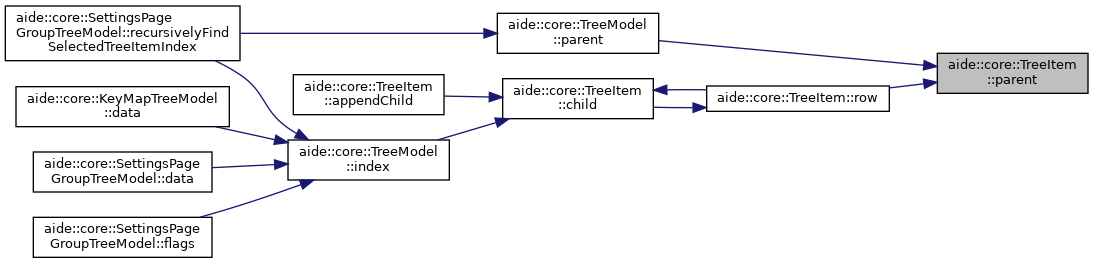 aide::core::SettingsPage
GroupTreeModel::recursivelyFind
SelectedTreeItemIndex
aide::core::TreeModel
::parent
aide::core::TreeItem
::parent
aide::core::TreeItem
::appendChild
aide::core::TreeItem
::child
aide::core::TreeItem::row
aide::core::KeyMapTreeModel
::data
aide::core::TreeModel
::index
aide::core::SettingsPage
GroupTreeModel::data
aide::core::SettingsPage
GroupTreeModel::flags